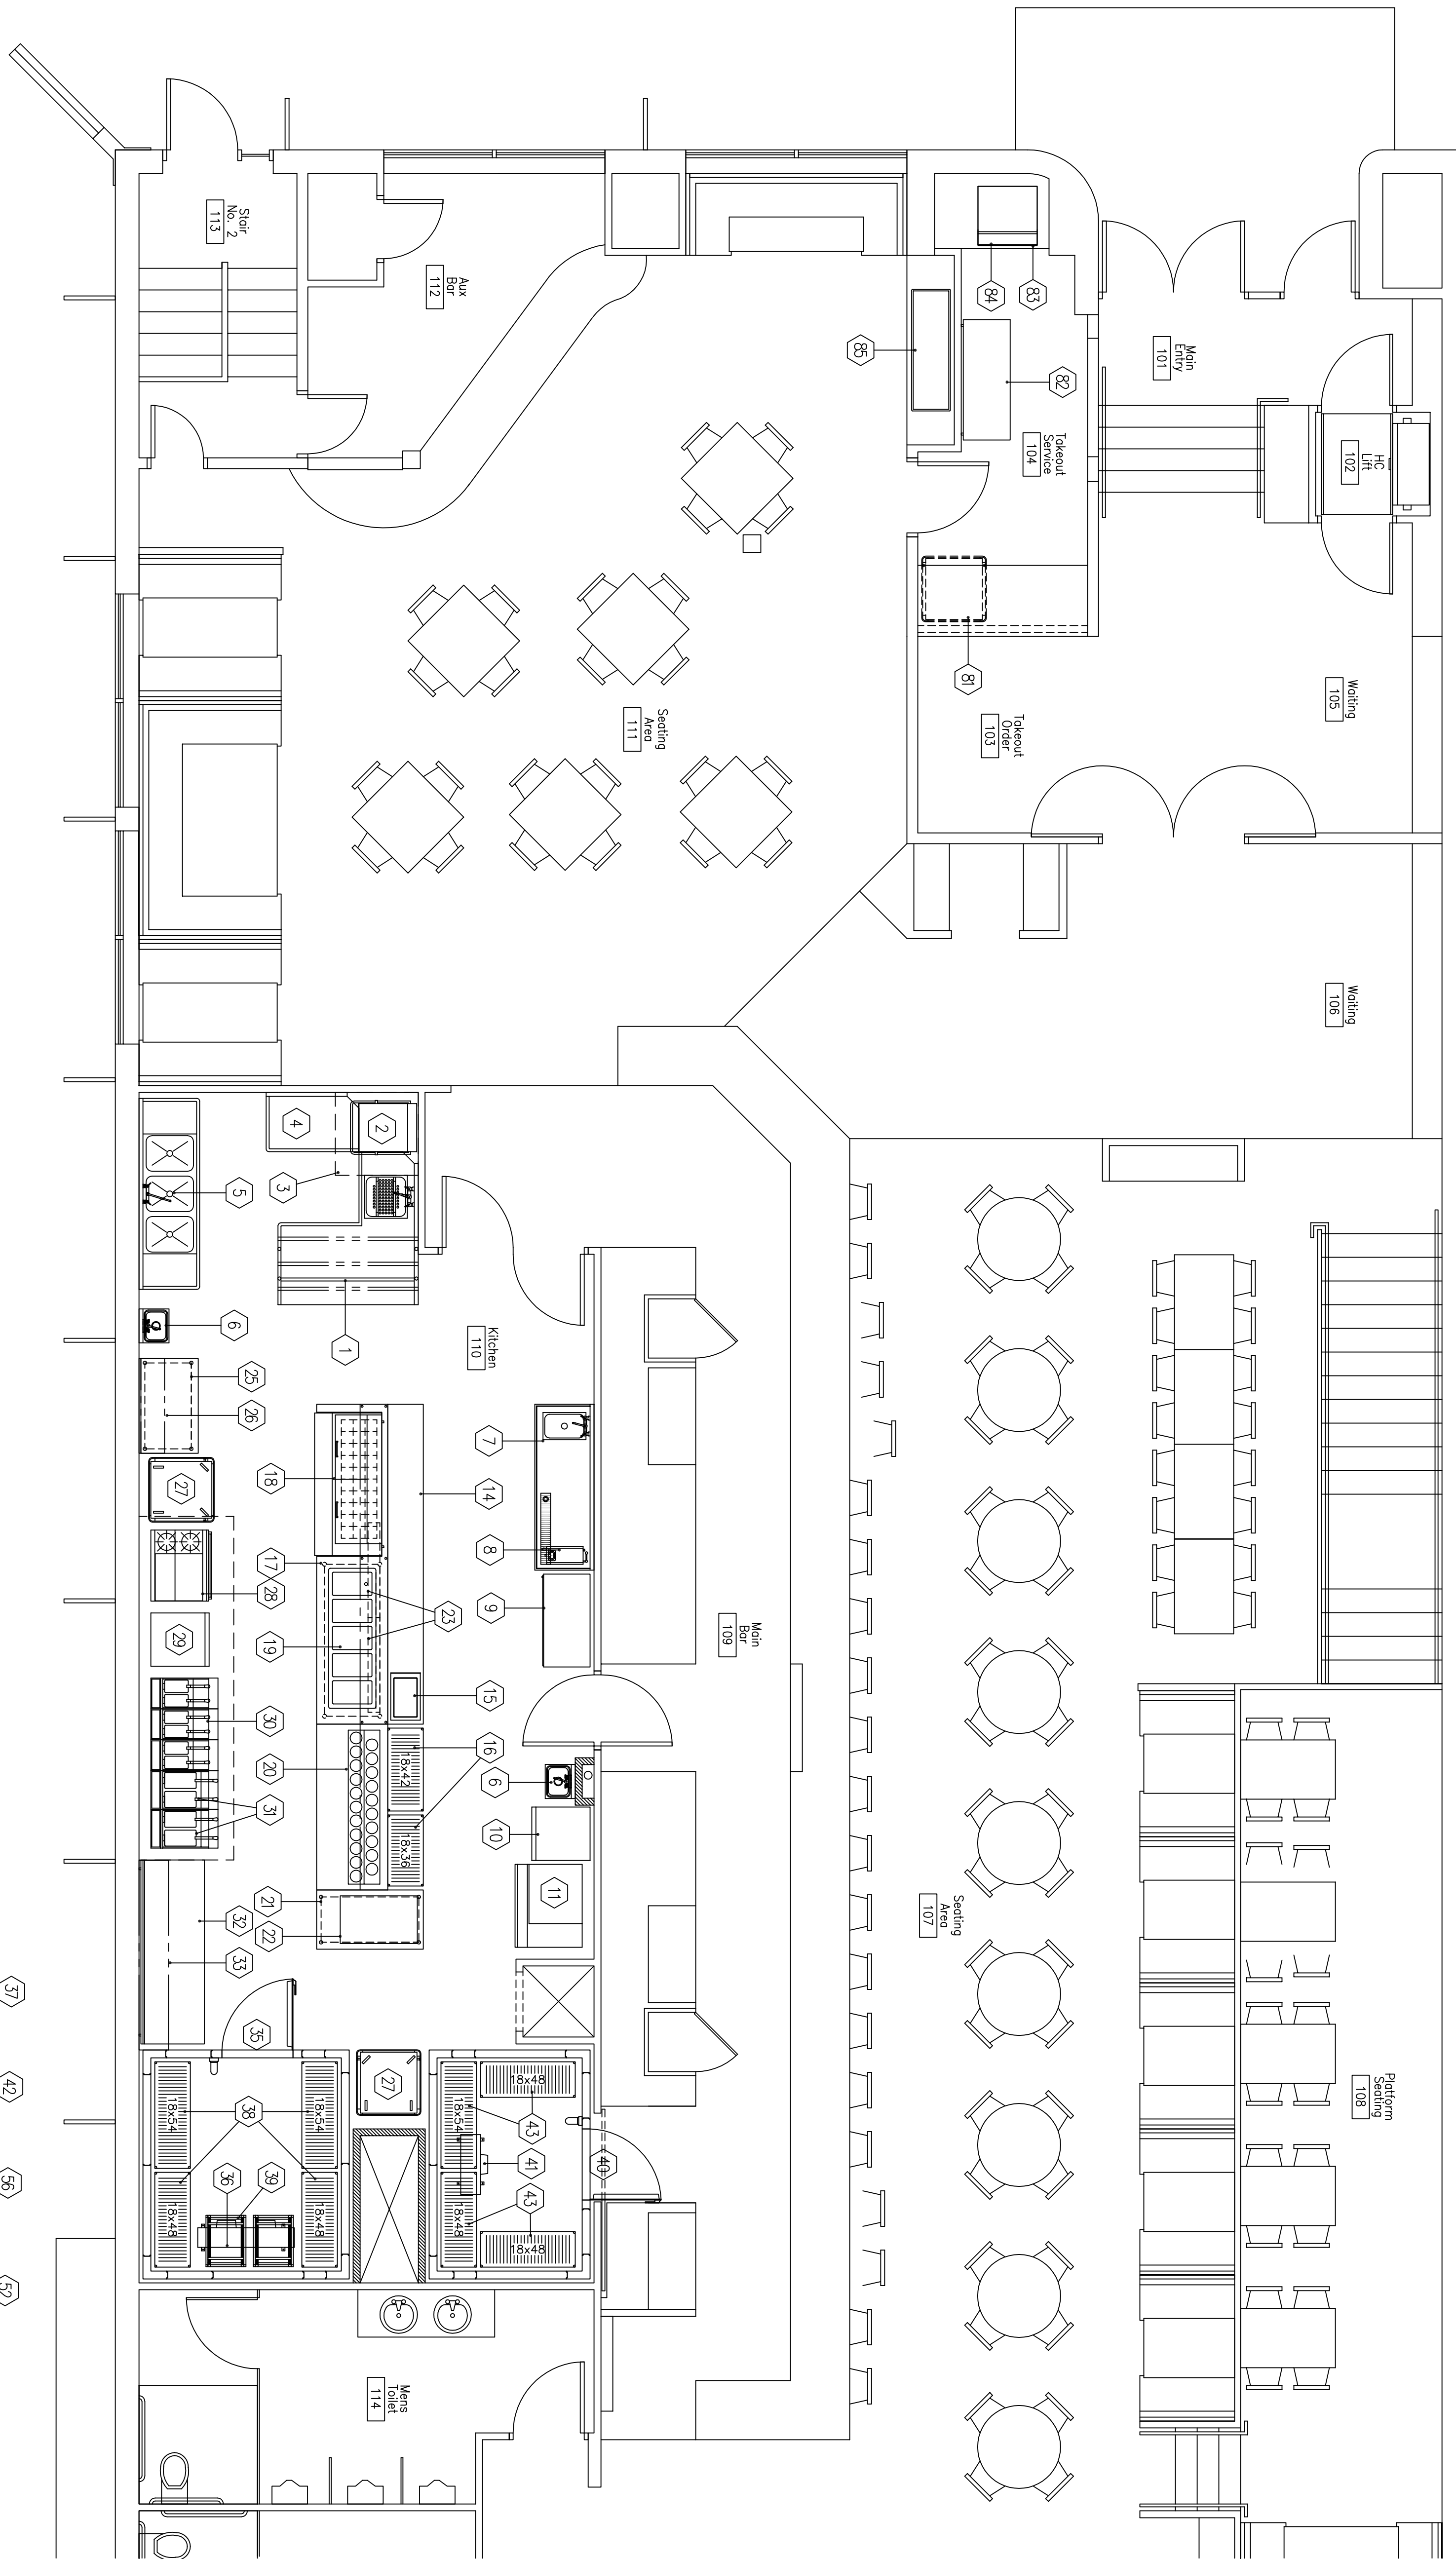 Main
Entry
101
HC
Lift
102
Takeout
Service
104
Waiting
105
Takeout
Order
103
Waiting
106
Stair
No. 2
113
Aux
Bar
112
Seating
Area
111
83
84
85
82
81
Kitchen
110
Main
Bar
109
Seating
Area
107
Platform
Seating
108
Mens
Toilet
114
2
4
3
5
1
6
25
26
27
7
14
18
8
17
28
9
23
19
29
15
16
18x42
18x36
30
20
31
6
10
11
21
22
32
33
35
27
37
42
56
52
18x48
18x54
43
41
40
18x48
43
18x48
18x54
18x54
38
36
39
18x48
18x48